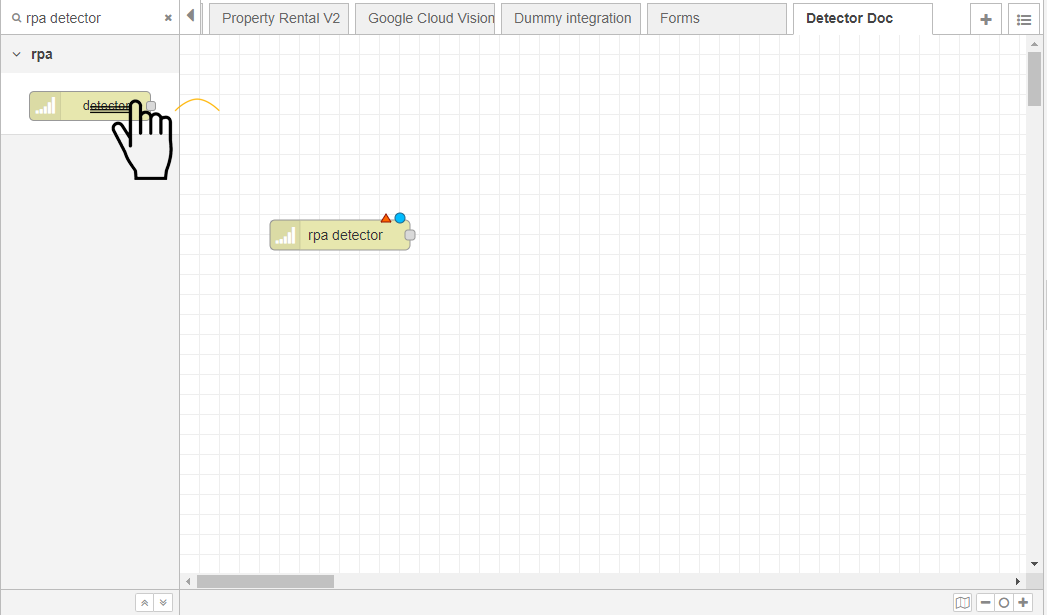 rpa detector
Property Rental V2
Google Cloud Vision
Dummy integration
Forms
Detector Doc
rpa
detector
rpa detector